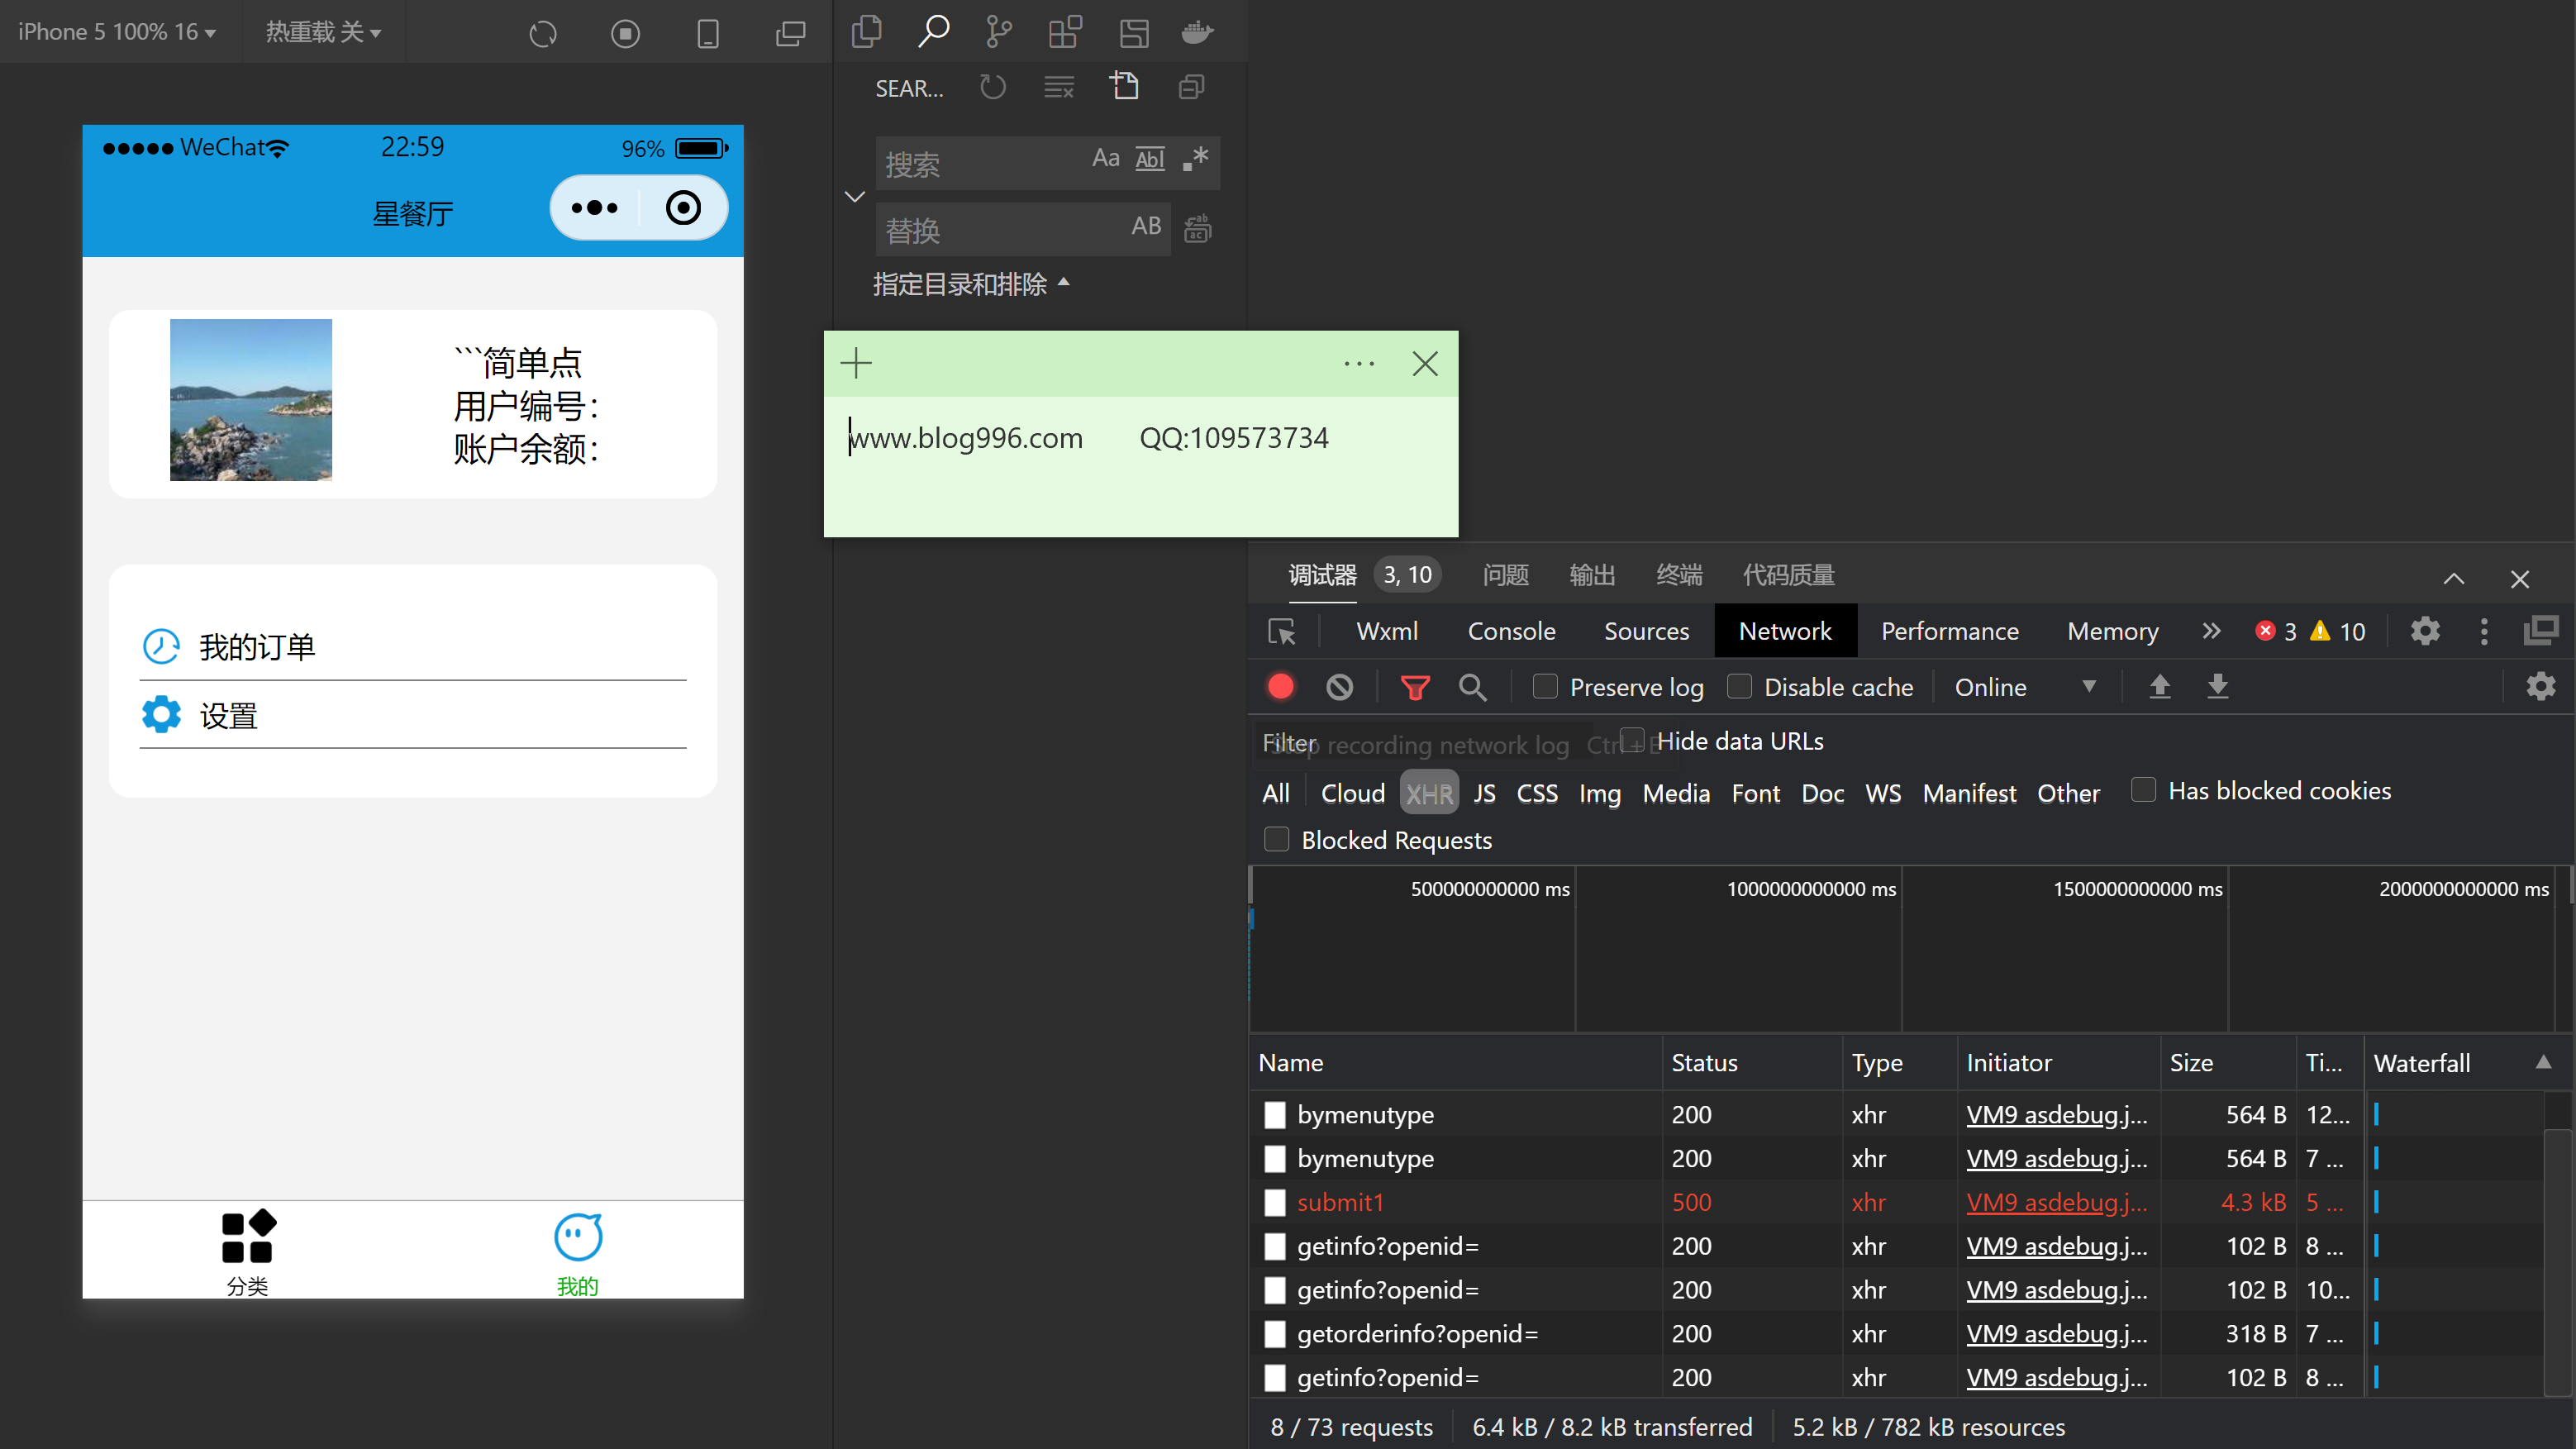 iPhone 5 100% 16
热重载 关
WeChat
22:59
96%
星餐厅
```简单点
用户编号：
账户余额：
我的订单
设置
分类
我的
SEAR...
搜索
Aa
Abl
.*
替换
AB
指定目录和排除
www.blog996.com QQ:109573734
调试器 3, 10 问题 输出 终端 代码质量
Wxml Console Sources Network Performance Memory 3 10
Preserve log Disable cache Online
Filter
Stop recording network log Ctrl + E
Hide data URLs
All Cloud XHR JS CSS Img Media Font Doc WS Manifest Other Has blocked cookies
Blocked Requests
500000000000 ms 1000000000000 ms 1500000000000 ms 2000000000000 ms
Name Status Type Initiator Size Ti... Waterfall
bymenutype 200 xhr VM9 asdebug.j... 564 B 12...
bymenutype 200 xhr VM9 asdebug.j... 564 B 7 ...
submit1 500 xhr VM9 asdebug.j... 4.3 kB 5 ...
getinfo?openid= 200 xhr VM9 asdebug.j... 102 B 8 ...
getinfo?openid= 200 xhr VM9 asdebug.j... 102 B 10...
getorderinfo?openid= 200 xhr VM9 asdebug.j... 318 B 7 ...
getinfo?openid= 200 xhr VM9 asdebug.j... 102 B 8 ...
8 / 73 requests 6.4 kB / 8.2 kB transferred 5.2 kB / 782 kB resources